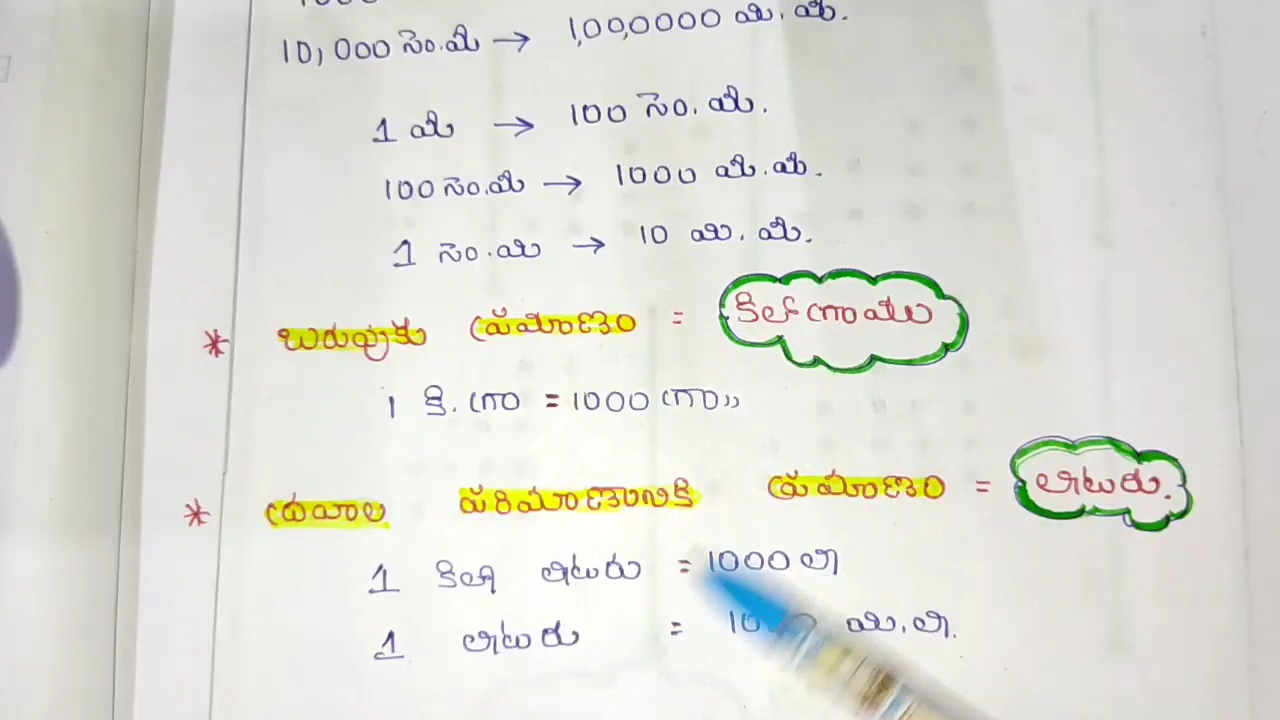 10,000 సెం.మీ → 1,00,0000 మి.మీ.
1 మీ → 100 సెం.మీ.
100 సెం.మీ → 1000 మి.మీ.
1 సెం.మీ → 10 మి.మీ.
* బరువుకు ప్రమాణం = కిలోగ్రాములు
1 కి.గ్రా = 1000 గ్రా॥
* ద్రవాల పరిమాణాలకి ప్రమాణం = లీటరు.
1 కిలో లీటరు = 1000 లీ
1 లీటరు = మి.లీ.